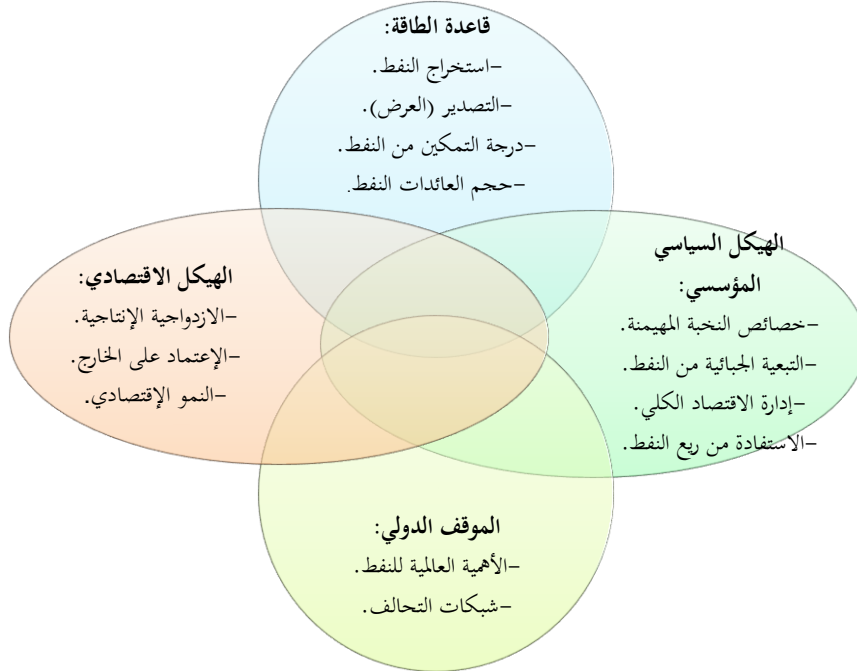 قاعدة الطاقة:
-استخراج النفط.
-التصدير (العرض).
-درجة التمكين من النفط.
-حجم العائدات النفط.
الهيكل السياسي
المؤسسي:
-خصائص النخبة المهيمنة.
-التبعية الجبائية من النفط.
-إدارة الاقتصاد الكلي.
-الاستفادة من ريع النفط.
الهيكل الاقتصادي:
-الازدواجية الإنتاجية.
-الإعتماد على الخارج.
-النمو الإقتصادي.
الموقف الدولي:
-الأهمية العالمية للنفط.
-شبكات التحالف.